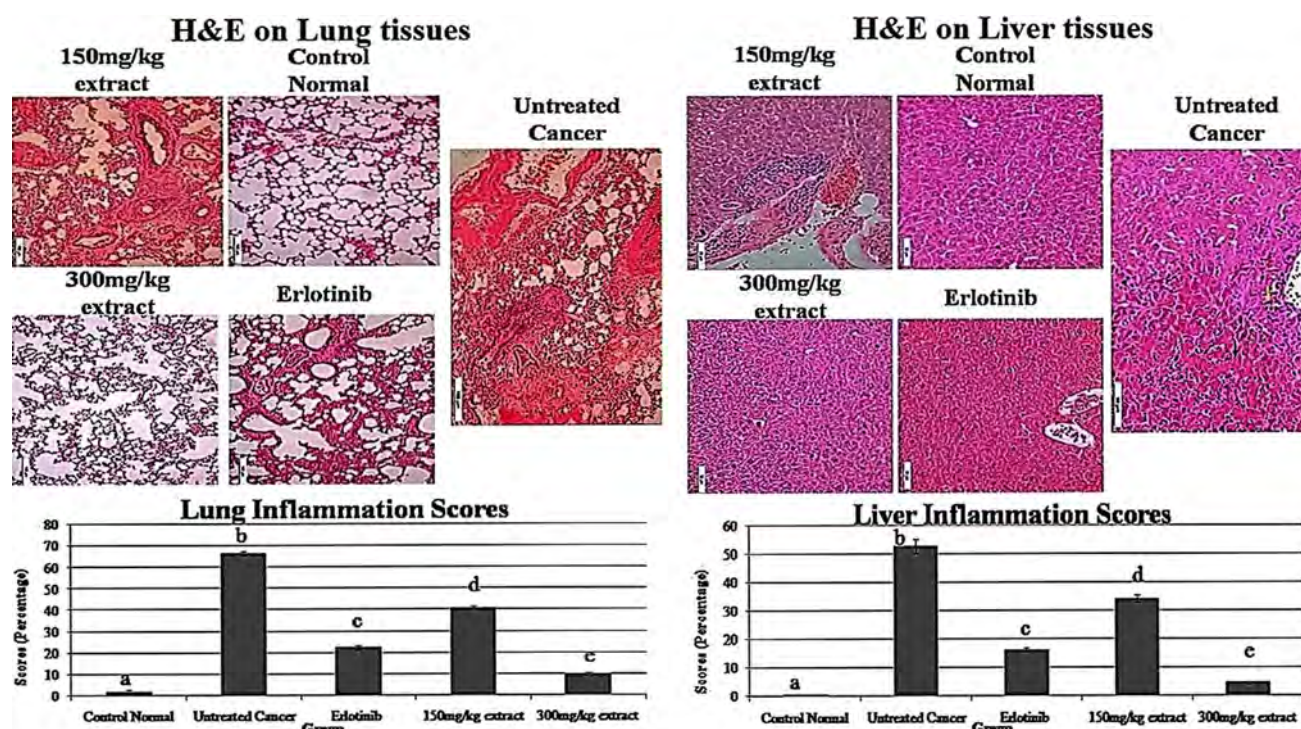 H&E on Lung tissues
150mg/kg
extract
Control
Normal
Untreated
Cancer
300mg/kg
extract
Erlotinib
Lung Inflammation Scores
80
70
60
50
40
30
20
10
0
Scores (Percentage)
a
b
c
d
e
Control Normal
Untreated Cancer
Erlotinib
150mg/kg extract
300mg/kg extract
H&E on Liver tissues
150mg/kg
extract
Control
Normal
Untreated
Cancer
300mg/kg
extract
Erlotinib
Liver Inflammation Scores
60
50
40
30
20
10
0
Scores (Percentage)
a
b
c
d
e
Control Normal
Untreated Cancer
Erlotinib
150mg/kg extract
300mg/kg extract